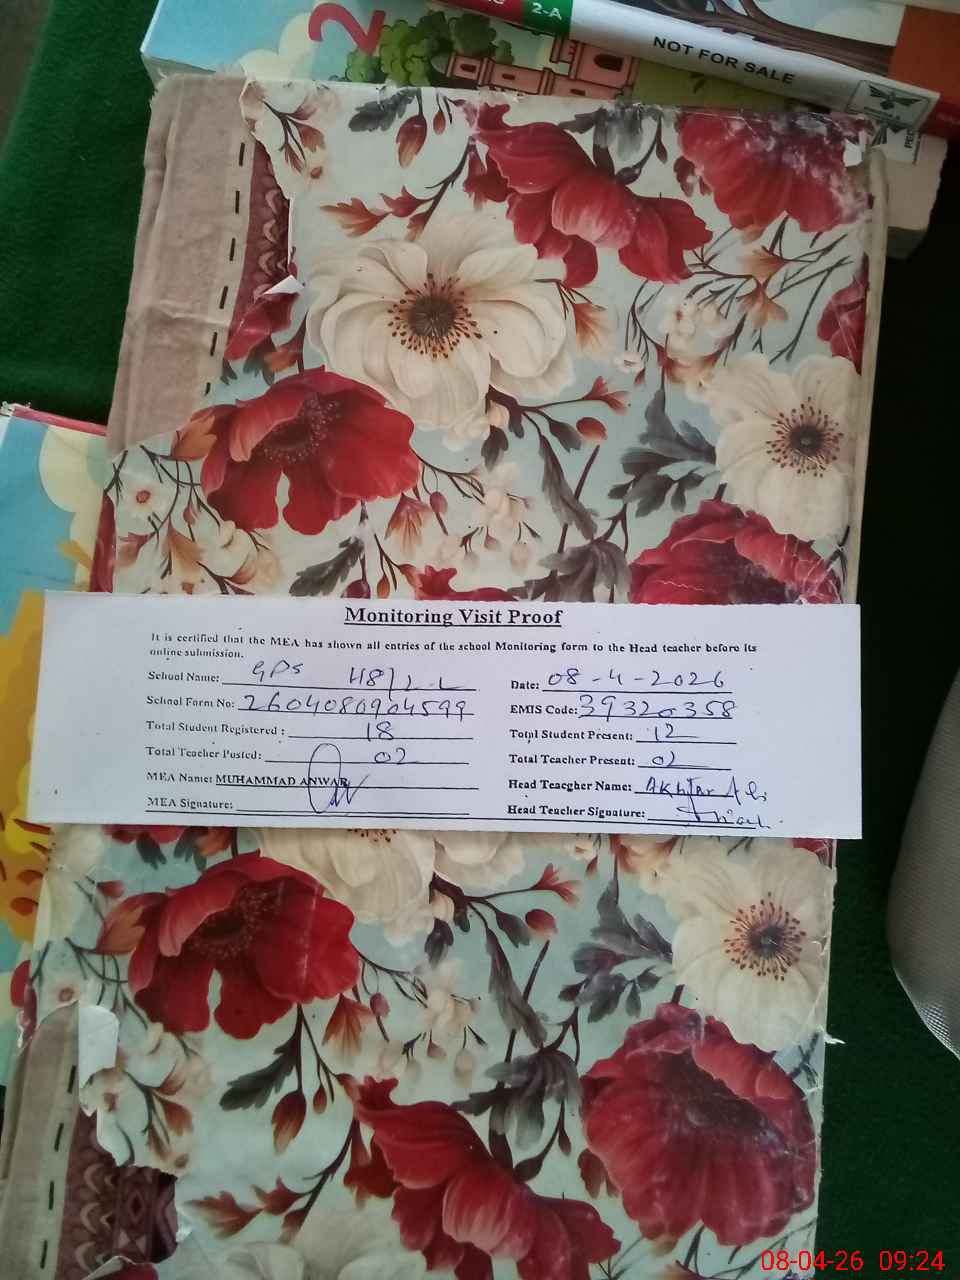 2
2-A
NOT FOR SALE
Monitoring Visit Proof
It is certified that the MEA has shown all entries of the school Monitoring form to the Head teacher before its
online submission.
School Name: GPS 48/2-L
Date: 08-4-2026
School Form No: 2604080904599
EMIS Code: 39320358
Total Student Registered : 18
Total Student Present: 12
Total Teacher Posted: 02
Total Teacher Present: 02
MEA Name: MUHAMMAD ANWAR
Head Teacgher Name: Akhtar Ali
MEA Signature:
Head Teacher Signature:
08-04-26 09:24